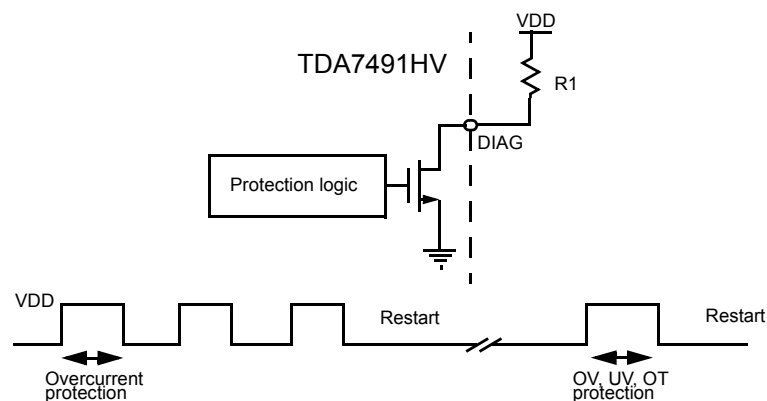 VDD
TDA7491HV
R1
DIAG
Protection logic
VDD
Restart
Restart
Overcurrent
protection
OV, UV, OT
protection